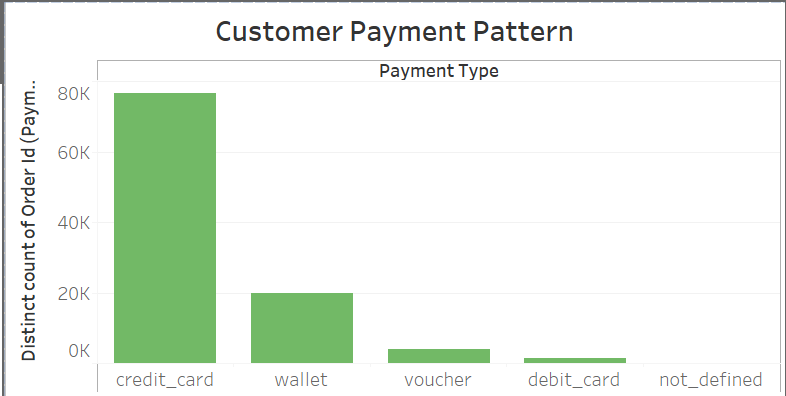 Customer Payment Pattern
Payment Type
Distinct count of Order Id (Paym..
80K
60K
40K
20K
0K
credit_card wallet voucher debit_card not_defined